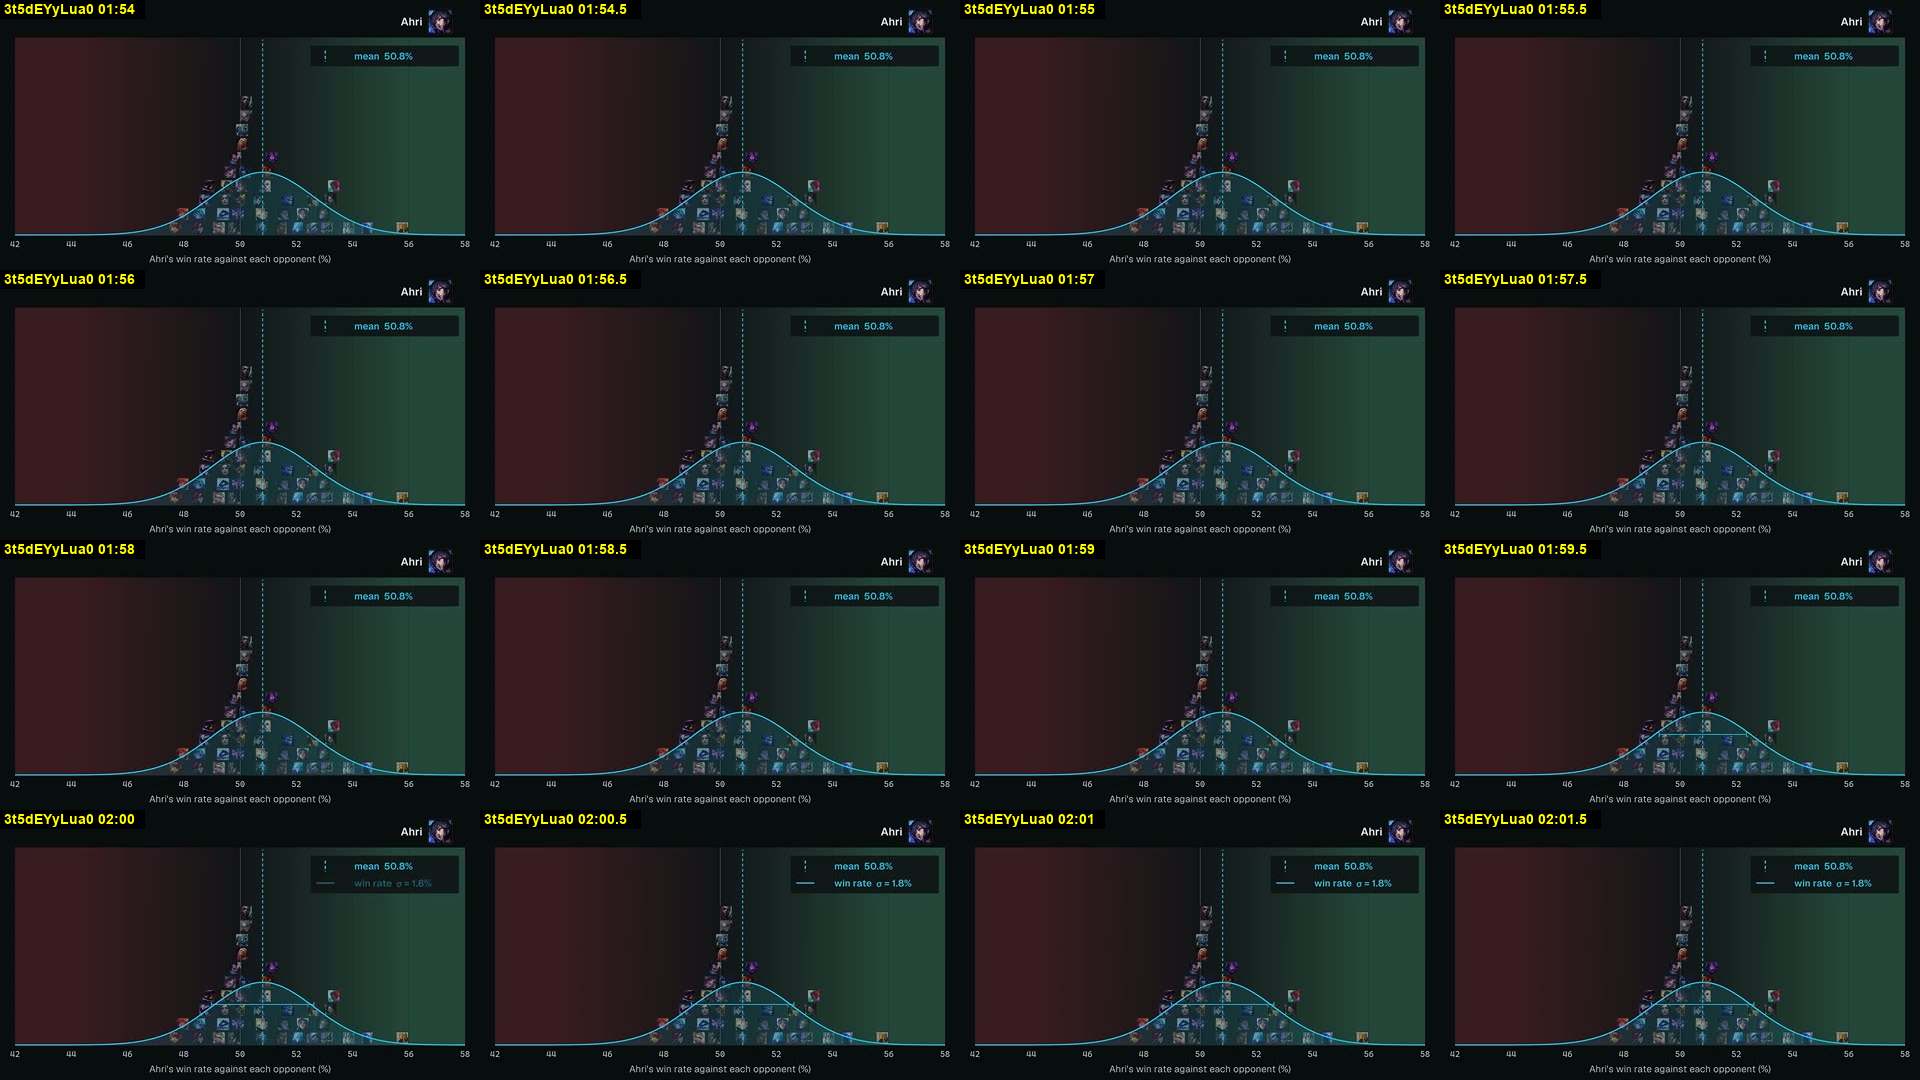 3t5dEYyLua0 01:54
Ahri
mean 50.8%
42 44 46 48 50 52 54 56 58
Ahri's win rate against each opponent (%)
3t5dEYyLua0 01:54.5
Ahri
mean 50.8%
42 44 46 48 50 52 54 56 58
Ahri's win rate against each opponent (%)
3t5dEYyLua0 01:55
Ahri
mean 50.8%
42 44 46 48 50 52 54 56 58
Ahri's win rate against each opponent (%)
3t5dEYyLua0 01:55.5
Ahri
mean 50.8%
42 44 46 48 50 52 54 56 58
Ahri's win rate against each opponent (%)
3t5dEYyLua0 01:56
Ahri
mean 50.8%
42 44 46 48 50 52 54 56 58
Ahri's win rate against each opponent (%)
3t5dEYyLua0 01:56.5
Ahri
mean 50.8%
42 44 46 48 50 52 54 56 58
Ahri's win rate against each opponent (%)
3t5dEYyLua0 01:57
Ahri
mean 50.8%
42 44 46 48 50 52 54 56 58
Ahri's win rate against each opponent (%)
3t5dEYyLua0 01:57.5
Ahri
mean 50.8%
42 44 46 48 50 52 54 56 58
Ahri's win rate against each opponent (%)
3t5dEYyLua0 01:58
Ahri
mean 50.8%
42 44 46 48 50 52 54 56 58
Ahri's win rate against each opponent (%)
3t5dEYyLua0 01:58.5
Ahri
mean 50.8%
42 44 46 48 50 52 54 56 58
Ahri's win rate against each opponent (%)
3t5dEYyLua0 01:59
Ahri
mean 50.8%
42 44 46 48 50 52 54 56 58
Ahri's win rate against each opponent (%)
3t5dEYyLua0 01:59.5
Ahri
mean 50.8%
42 44 46 48 50 52 54 56 58
Ahri's win rate against each opponent (%)
3t5dEYyLua0 02:00
Ahri
mean 50.8%
win rate σ = 1.8%
42 44 46 48 50 52 54 56 58
Ahri's win rate against each opponent (%)
3t5dEYyLua0 02:00.5
Ahri
mean 50.8%
win rate σ = 1.8%
42 44 46 48 50 52 54 56 58
Ahri's win rate against each opponent (%)
3t5dEYyLua0 02:01
Ahri
mean 50.8%
win rate σ = 1.8%
42 44 46 48 50 52 54 56 58
Ahri's win rate against each opponent (%)
3t5dEYyLua0 02:01.5
Ahri
mean 50.8%
win rate σ = 1.8%
42 44 46 48 50 52 54 56 58
Ahri's win rate against each opponent (%)